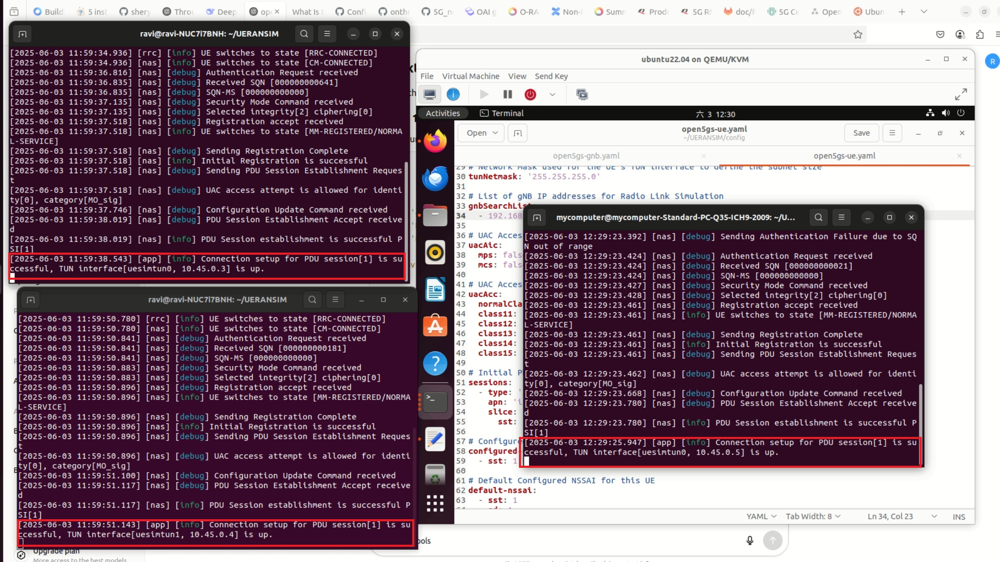 Build
5 inst
shery
Throu
Deep
ope
What Is
Confi
onthe
5G_n
OAI g
O-RA
Non-f
Summ
Produ
5G RN
doc/F
5G Ce
Open
Ubun
ravi@ravi-NUC7i7BNH: ~/UERANSIM
[2025-06-03 11:59:34.936] [rrc] [info] UE switches to state [RRC-CONNECTED]
[2025-06-03 11:59:34.936] [nas] [info] UE switches to state [CM-CONNECTED]
[2025-06-03 11:59:36.816] [nas] [debug] Authentication Request received
[2025-06-03 11:59:36.835] [nas] [debug] Received SQN [000000000641]
[2025-06-03 11:59:36.835] [nas] [debug] SQN-MS [000000000000]
[2025-06-03 11:59:37.135] [nas] [debug] Security Mode Command received
[2025-06-03 11:59:37.135] [nas] [debug] Selected integrity[2] ciphering[0]
[2025-06-03 11:59:37.518] [nas] [debug] Registration accept received
[2025-06-03 11:59:37.518] [nas] [info] UE switches to state [MM-REGISTERED/NORMA
L-SERVICE]
[2025-06-03 11:59:37.518] [nas] [debug] Sending Registration Complete
[2025-06-03 11:59:37.518] [nas] [info] Initial Registration is successful
[2025-06-03 11:59:37.518] [nas] [debug] Sending PDU Session Establishment Reques
t
[2025-06-03 11:59:37.518] [nas] [debug] UAC access attempt is allowed for identi
ty[0], category[MO_sig]
[2025-06-03 11:59:37.746] [nas] [debug] Configuration Update Command received
[2025-06-03 11:59:38.019] [nas] [debug] PDU Session Establishment Accept receive
d
[2025-06-03 11:59:38.019] [nas] [info] PDU Session establishment is successful P
SI[1]
[2025-06-03 11:59:38.543] [app] [info] Connection setup for PDU session[1] is su
ccessful, TUN interface[uesimtun0, 10.45.0.3] is up.
ravi@ravi-NUC7i7BNH: ~/UERANSIM
[2025-06-03 11:59:50.780] [rrc] [info] UE switches to state [RRC-CONNECTED]
[2025-06-03 11:59:50.780] [nas] [info] UE switches to state [CM-CONNECTED]
[2025-06-03 11:59:50.841] [nas] [debug] Authentication Request received
[2025-06-03 11:59:50.841] [nas] [debug] Received SQN [000000000181]
[2025-06-03 11:59:50.841] [nas] [debug] SQN-MS [000000000000]
[2025-06-03 11:59:50.883] [nas] [debug] Security Mode Command received
[2025-06-03 11:59:50.883] [nas] [debug] Selected integrity[2] ciphering[0]
[2025-06-03 11:59:50.896] [nas] [debug] Registration accept received
[2025-06-03 11:59:50.896] [nas] [info] UE switches to state [MM-REGISTERED/NORMA
L-SERVICE]
[2025-06-03 11:59:50.896] [nas] [debug] Sending Registration Complete
[2025-06-03 11:59:50.896] [nas] [info] Initial Registration is successful
[2025-06-03 11:59:50.896] [nas] [debug] Sending PDU Session Establishment Reques
t
[2025-06-03 11:59:50.896] [nas] [debug] UAC access attempt is allowed for identi
ty[0], category[MO_sig]
[2025-06-03 11:59:51.100] [nas] [debug] Configuration Update Command received
[2025-06-03 11:59:51.117] [nas] [debug] PDU Session Establishment Accept receive
d
[2025-06-03 11:59:51.117] [nas] [info] PDU Session establishment is successful P
SI[1]
[2025-06-03 11:59:51.143] [app] [info] Connection setup for PDU session[1] is su
ccessful, TUN interface[uesimtun1, 10.45.0.4] is up.
Upgrade plan
More access to the best models
R
ubuntu22.04 on QEMU/KVM
File Virtual Machine View Send Key
Activities Terminal 六 3 12:30
Open open5gs-ue.yaml Save
~/UERANSIM/config
open5gs-gnb.yaml open5gs-ue.yaml
29 # Network Mask used for the UE's TUN interface to define the subnet size
30 tunNetmask: '255.255.255.0'
31
32 # List of gNB IP addresses for Radio Link Simulation
33 gnbSearchList
34 - 192.168
35
36 # UAC Acces
37 uacAic:
38 mps: fals
39 mcs: fals
40
41 # UAC Acces
42 uacAcc:
43 normalCla
44 class11:
45 class12:
46 class13:
47 class14:
48 class15:
49
50 # Initial P
51 sessions:
52 - type: '
53 apn: 'i
54 slice:
55 sst:
56
57 # Configure
58 configured-
59 - sst: 1
60
61 # Default Configured NSSAI for this UE
62 default-nssai:
63 - sst: 1
YAML Tab Width: 8 Ln 34, Col 23 INS
mycomputer@mycomputer-Standard-PC-Q35-ICH9-2009: ~/U...
[2025-06-03 12:29:23.392] [nas] [debug] Sending Authentication Failure due to SQ
N out of range
[2025-06-03 12:29:23.424] [nas] [debug] Authentication Request received
[2025-06-03 12:29:23.424] [nas] [debug] Received SQN [000000000021]
[2025-06-03 12:29:23.424] [nas] [debug] SQN-MS [000000000000]
[2025-06-03 12:29:23.427] [nas] [debug] Security Mode Command received
[2025-06-03 12:29:23.428] [nas] [debug] Selected integrity[2] ciphering[0]
[2025-06-03 12:29:23.461] [nas] [debug] Registration accept received
[2025-06-03 12:29:23.461] [nas] [info] UE switches to state [MM-REGISTERED/NORMA
L-SERVICE]
[2025-06-03 12:29:23.461] [nas] [debug] Sending Registration Complete
[2025-06-03 12:29:23.461] [nas] [info] Initial Registration is successful
[2025-06-03 12:29:23.461] [nas] [debug] Sending PDU Session Establishment Reques
t
[2025-06-03 12:29:23.462] [nas] [debug] UAC access attempt is allowed for identi
ty[0], category[MO_sig]
[2025-06-03 12:29:23.668] [nas] [debug] Configuration Update Command received
[2025-06-03 12:29:23.780] [nas] [debug] PDU Session Establishment Accept receive
d
[2025-06-03 12:29:23.780] [nas] [info] PDU Session establishment is successful P
SI[1]
[2025-06-03 12:29:25.947] [app] [info] Connection setup for PDU session[1] is su
ccessful, TUN interface[uesimtun0, 10.45.0.5] is up.
ools